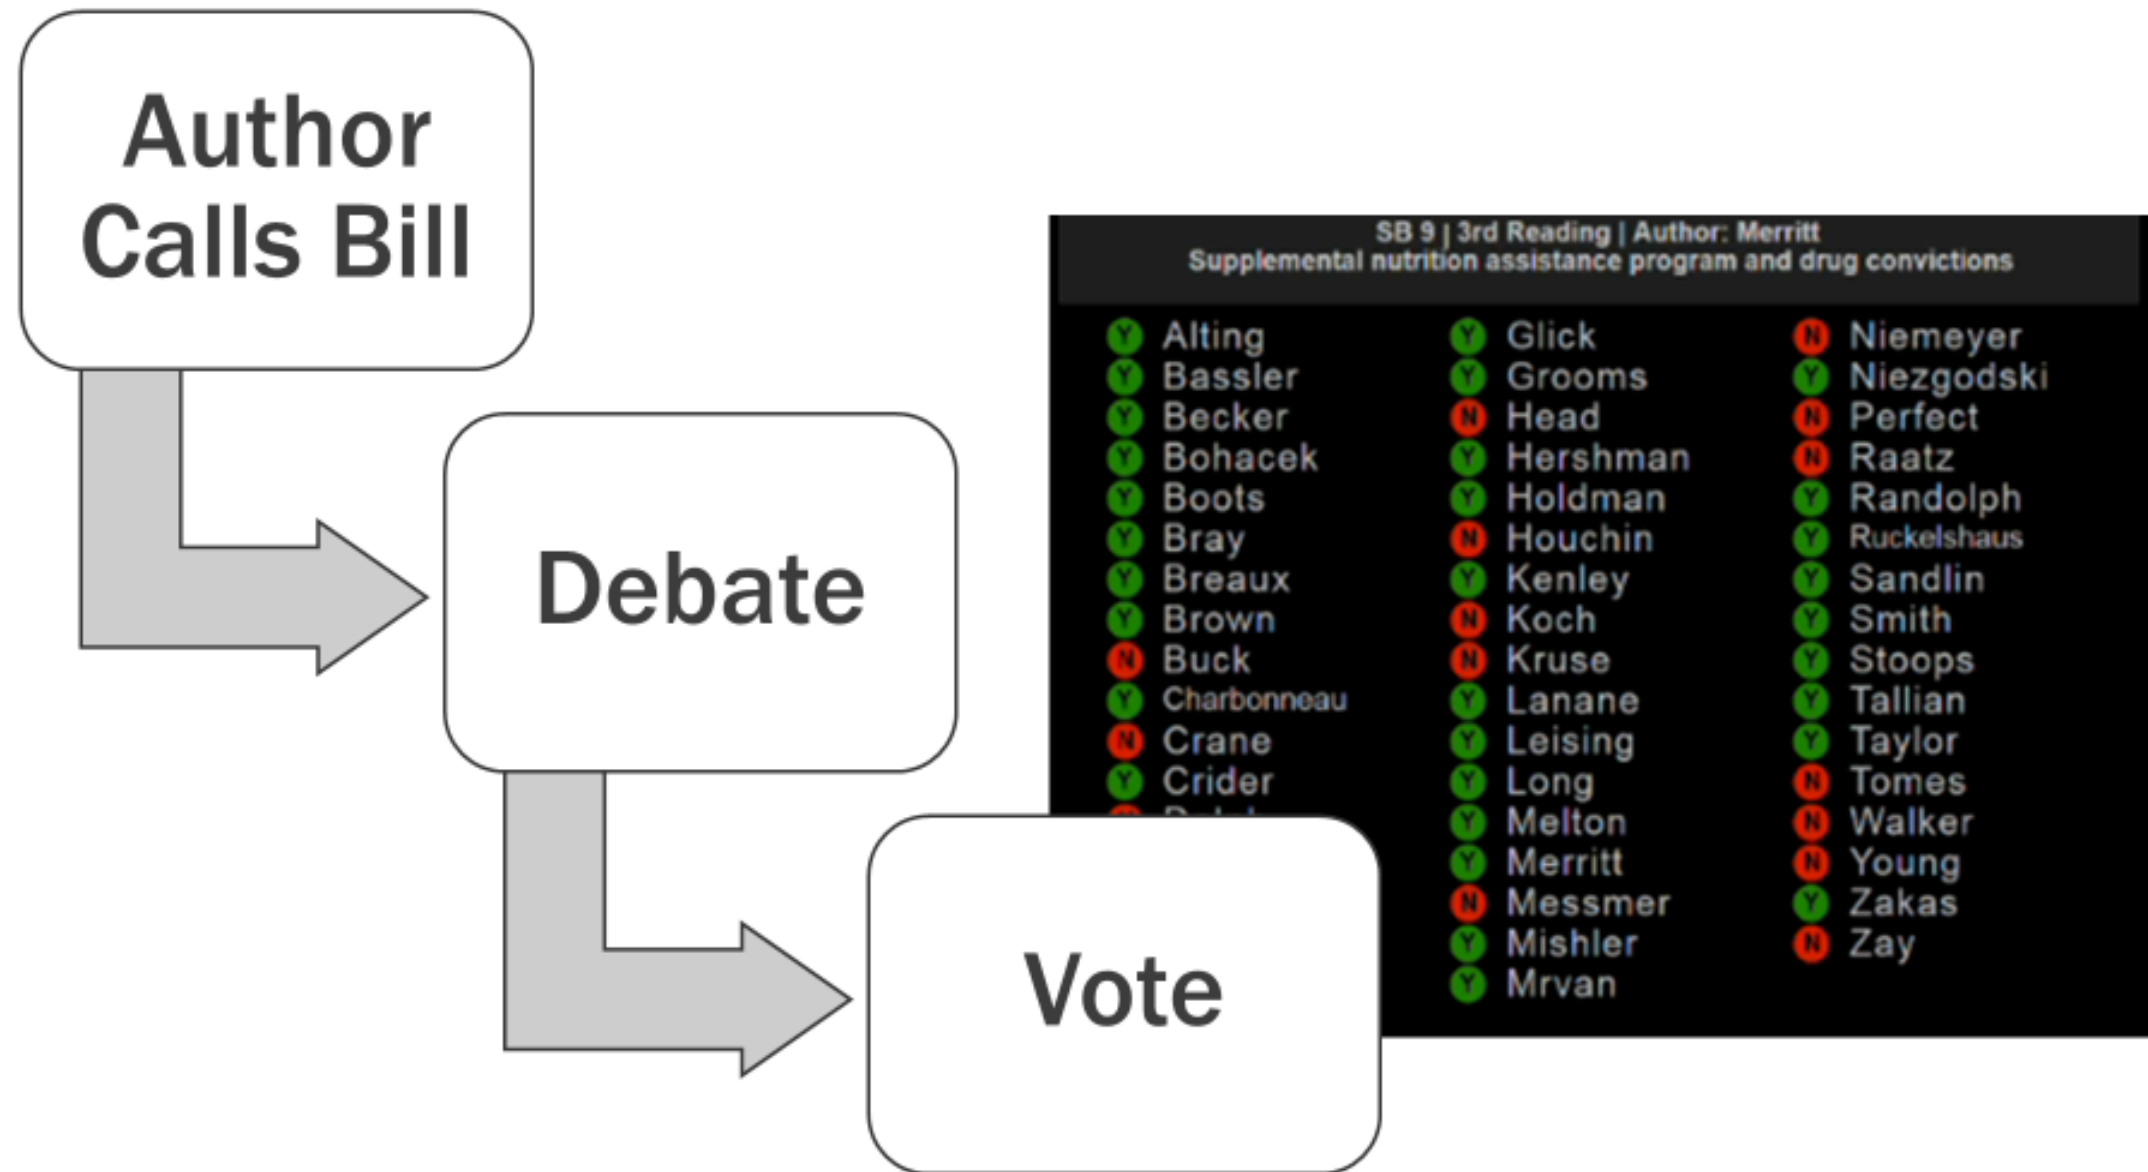 Author
Calls Bill
Debate
Vote
SB 9 | 3rd Reading | Author: Merritt
Supplemental nutrition assistance program and drug convictions
Y Alting
Y Bassler
Y Becker
Y Bohacek
Y Boots
Y Bray
Y Breaux
Y Brown
N Buck
Y Charbonneau
N Crane
Y Crider
Y Glick
Y Grooms
N Head
Y Hershman
Y Holdman
N Houchin
Y Kenley
N Koch
N Kruse
Y Lanane
Y Leising
Y Long
Y Melton
Y Merritt
N Messmer
Y Mishler
Y Mrvan
N Niemeyer
Y Niezgodski
N Perfect
N Raatz
Y Randolph
Y Ruckelshaus
Y Sandlin
Y Smith
Y Stoops
Y Tallian
Y Taylor
N Tomes
N Walker
N Young
Y Zakas
N Zay